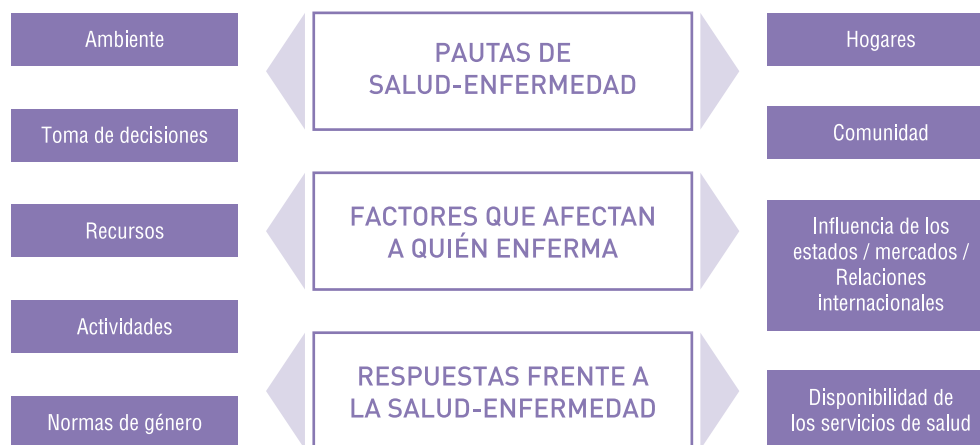 Ambiente
Toma de decisiones
Recursos
Actividades
Normas de género
PAUTAS DE
SALUD-ENFERMEDAD
FACTORES QUE AFECTAN
A QUIÉN ENFERMA
RESPUESTAS FRENTE A
LA SALUD-ENFERMEDAD
Hogares
Comunidad
Influencia de los
estados / mercados /
Relaciones
internacionales
Disponibilidad de
los servicios de salud